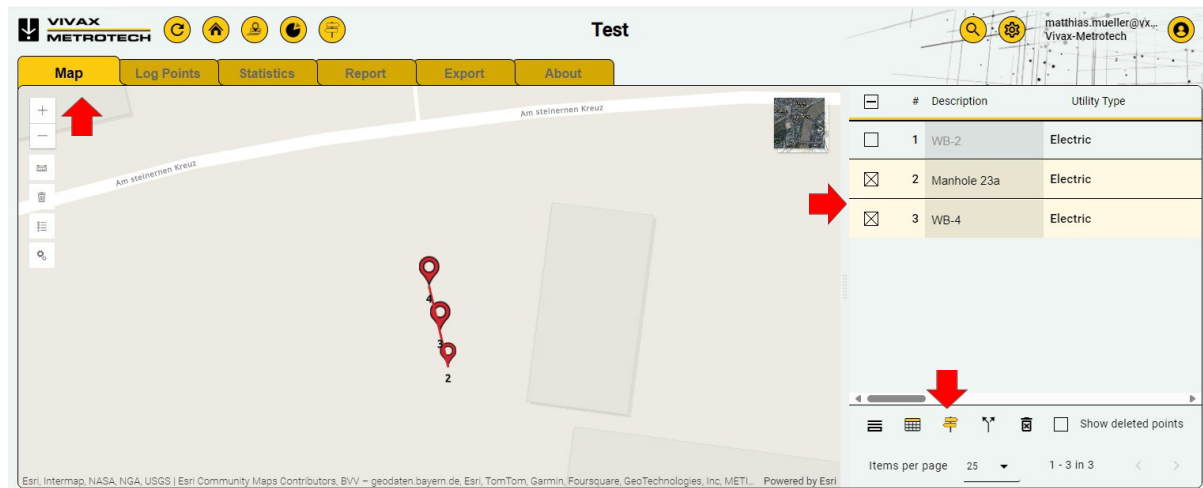 VIVAX
METROTECH
Test
matthias.mueller@vx...
Vivax-Metrotech
Map
Log Points
Statistics
Report
Export
About
Am steinernen Kreuz
Am steinernen Kreuz
4
3
2
Esri, Intermap, NASA, NGA, USGS | Esri Community Maps Contributors, BVV – geodaten.bayern.de, Esri, TomTom, Garmin, Foursquare, GeoTechnologies, Inc, METI... Powered by Esri
# Description Utility Type
1 WB-2 Electric
2 Manhole 23a Electric
3 WB-4 Electric
Show deleted points
Items per page 25 1 - 3 in 3